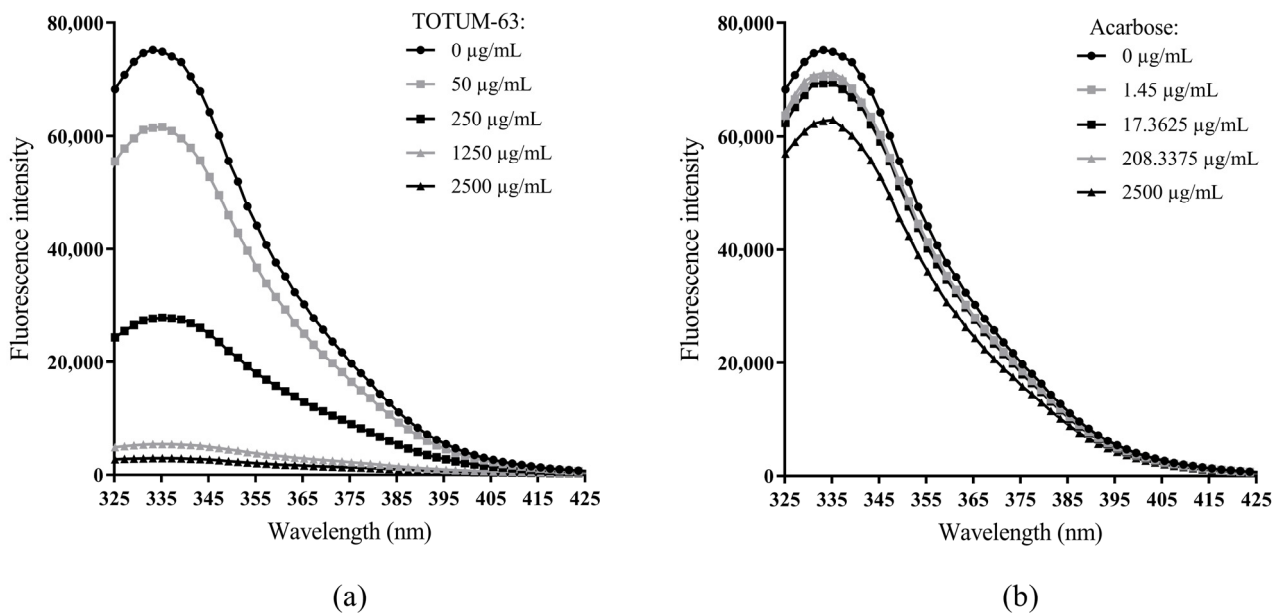 TOTUM-63:
0 µg/mL
50 µg/mL
250 µg/mL
1250 µg/mL
2500 µg/mL
80,000
60,000
40,000
20,000
0
Fluorescence intensity
325 335 345 355 365 375 385 395 405 415 425
Wavelength (nm)
(a)
Acarbose:
0 µg/mL
1.45 µg/mL
17.3625 µg/mL
208.3375 µg/mL
2500 µg/mL
80,000
60,000
40,000
20,000
0
Fluorescence intensity
325 335 345 355 365 375 385 395 405 415 425
Wavelength (nm)
(b)